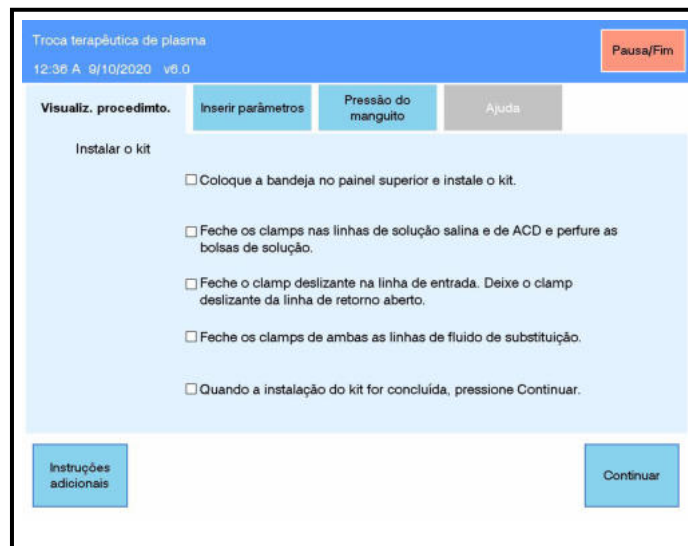 Troca terapêutica de plasma
12:36 A 9/10/2020 v6.0
Pausa/Fim
Visualiz. procedimto.
Inserir parâmetros
Pressão do
manguito
Ajuda
Instalar o kit
Coloque a bandeja no painel superior e instale o kit.
Feche os clamps nas linhas de solução salina e de ACD e perfure as
bolsas de solução.
Feche o clamp deslizante na linha de entrada. Deixe o clamp
deslizante da linha de retorno aberto.
Feche os clamps de ambas as linhas de fluido de substituição.
Quando a instalação do kit for concluída, pressione Continuar.
Instruções
adicionais
Continuar